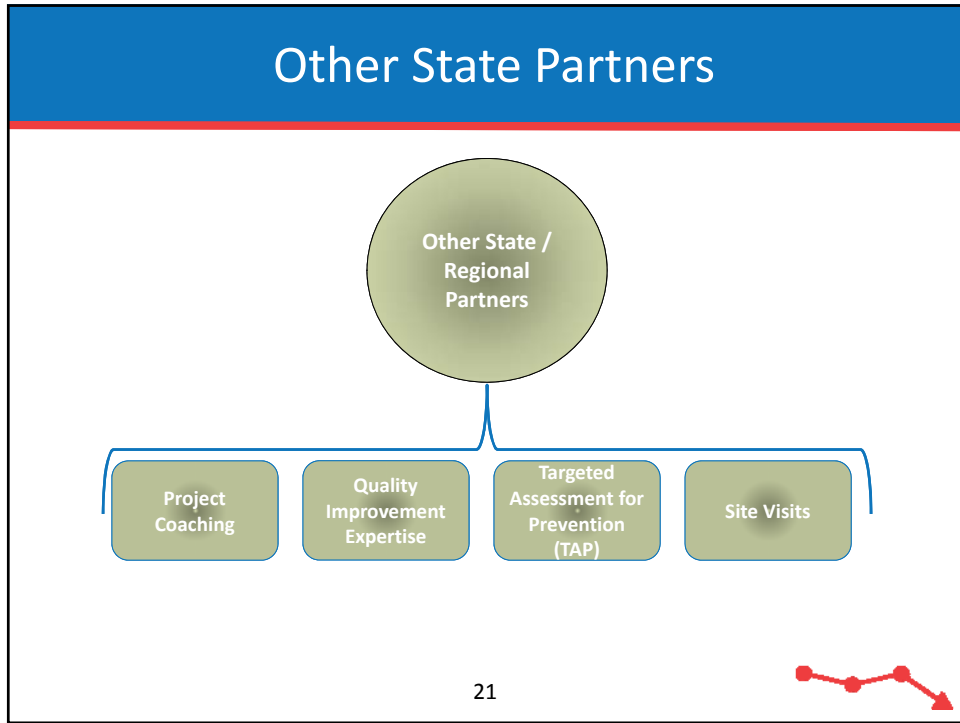 Other State Partners
Other State /
Regional
Partners
Project
Coaching
Quality
Improvement
Expertise
Targeted
Assessment for
Prevention
(TAP)
Site Visits
21